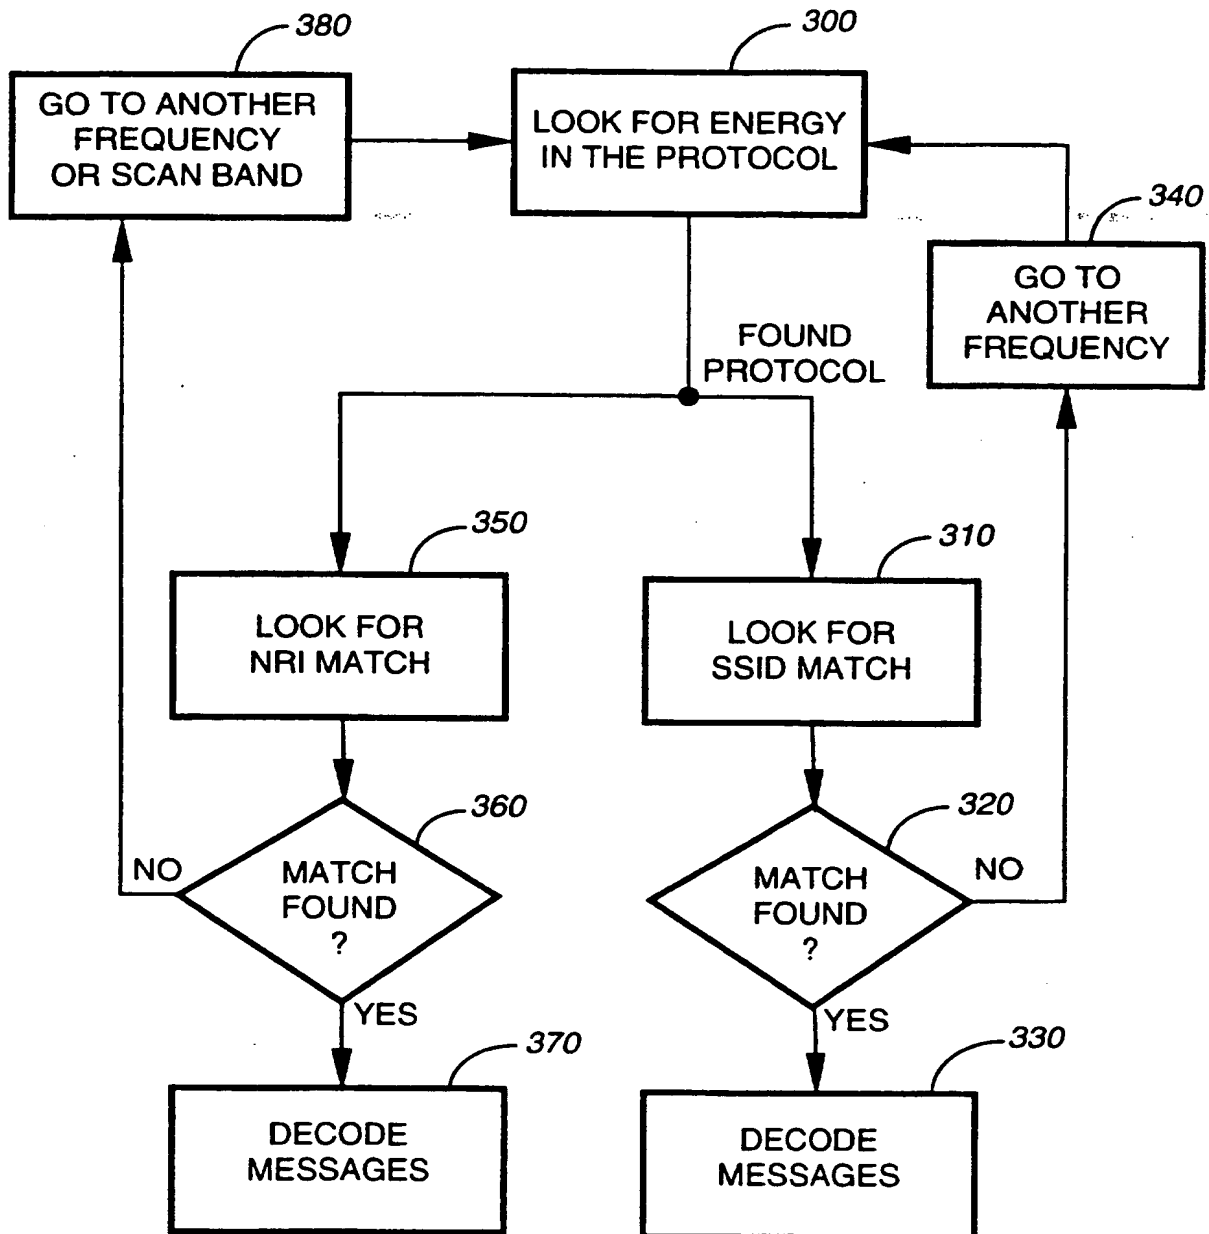 380
300
GO TO ANOTHER
FREQUENCY
OR SCAN BAND
LOOK FOR ENERGY
IN THE PROTOCOL
340
GO TO
ANOTHER
FREQUENCY
FOUND
PROTOCOL
350
310
LOOK FOR
NRI MATCH
LOOK FOR
SSID MATCH
360
320
NO
MATCH
FOUND
?
MATCH
FOUND
?
NO
YES
YES
370
330
DECODE
MESSAGES
DECODE
MESSAGES